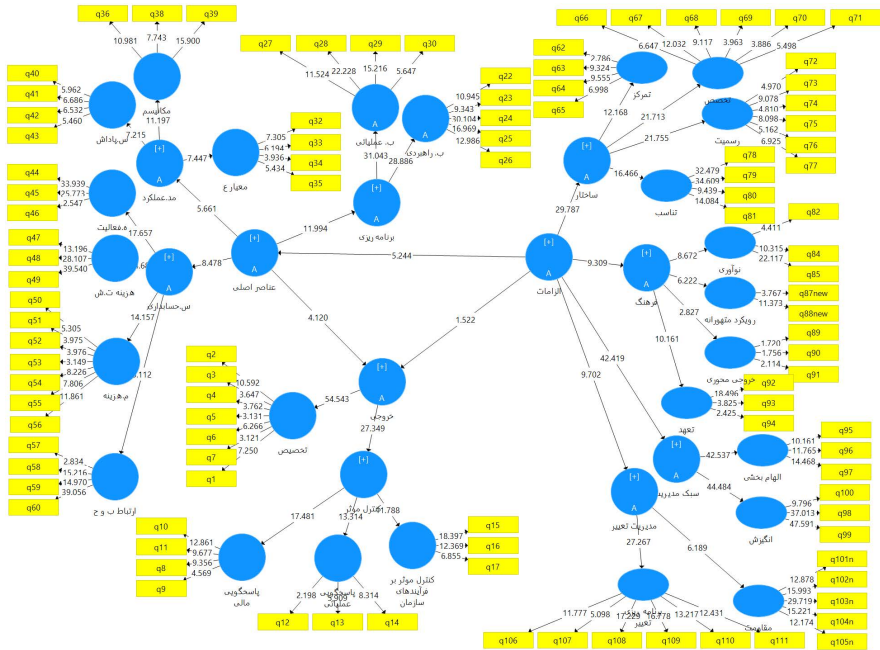 q36
q38
q39
10.981
7.743
15.900
مکانیسم
q40
q41
q42
q43
5.962
6.686
6.532
5.460
س.پاداش
7.215
11.197
[+]
A
مد.عملکرد
7.447
معیار ع
7.305
6.194
3.936
5.434
q32
q33
q34
q35
q27
q28
q29
q30
11.524
22.228
15.216
5.647
ب. عملیاتی
31.043
28.886
ب. راهبردی
10.945
9.343
30.104
16.969
12.986
q22
q23
q24
q25
q26
[+]
A
برنامه ریزی
11.994
5.661
q44
q45
q46
33.939
25.773
2.547
ه.فعالیت
17.657
q47
q48
q49
13.196
28.107
39.540
هزینه ت.ش
[+]
A
س.حسابداری
8.478
[+]
A
عناصر اصلی
5.244
4.120
q50
q51
q52
q53
q54
q55
q56
5.305
3.975
3.976
3.149
8.226
7.806
11.861
م.هزینه
14.157
q57
q58
q59
q60
2.834
15.216
14.970
39.056
ارتباط ب و ح
q2
q3
q4
q5
q6
q7
q1
10.592
3.647
3.762
3.131
6.266
3.121
7.250
تخصیص
54.543
[+]
A
خروجی
1.522
27.349
[+]
A
17.481
13.314
q10
q11
q8
q9
12.861
9.677
9.356
4.569
پاسخگویی
مالی
پاسخگویی
عملیاتی
2.198
8.314
q12
q13
q14
کنترل موثر بر
فرآیندهای
سازمان
18.397
12.369
6.855
q15
q16
q17
q66
q67
q68
q69
q70
q71
6.647
12.032
9.117
3.963
3.886
5.498
تخصص
q62
q63
q64
q65
2.786
9.324
9.555
6.998
تمرکز
12.168
21.713
21.755
16.466
4.970
9.078
4.810
8.098
5.162
6.925
رسمیت
q72
q73
q74
q75
q76
q77
[+]
A
ساختار
29.787
تناسب
32.479
34.609
9.439
14.084
q78
q79
q80
q81
q82
q84
q85
4.411
10.315
22.117
نوآوری
8.672
[+]
A
الزامات
9.309
[+]
A
فرهنگ
6.222
2.827
10.161
رویکرد متهورانه
3.767
11.373
q87new
q88new
خروجی محوری
1.720
1.756
2.114
q89
q90
q91
تعهد
18.496
3.825
2.425
q92
q93
q94
42.419
9.702
[+]
A
42.537
44.484
الهام بخشی
10.161
11.765
14.468
q95
q96
q97
انگیزش
9.796
37.013
47.591
q100
q98
q99
[+]
A
مدیریت تغییر
27.267
6.189
مقاومت
12.878
15.993
29.719
15.221
12.174
q101n
q102n
q103n
q104n
q105n
برنامه ریزی
تغییر
11.777
5.098
17.229
16.778
13.217
12.431
q106
q107
q108
q109
q110
q111